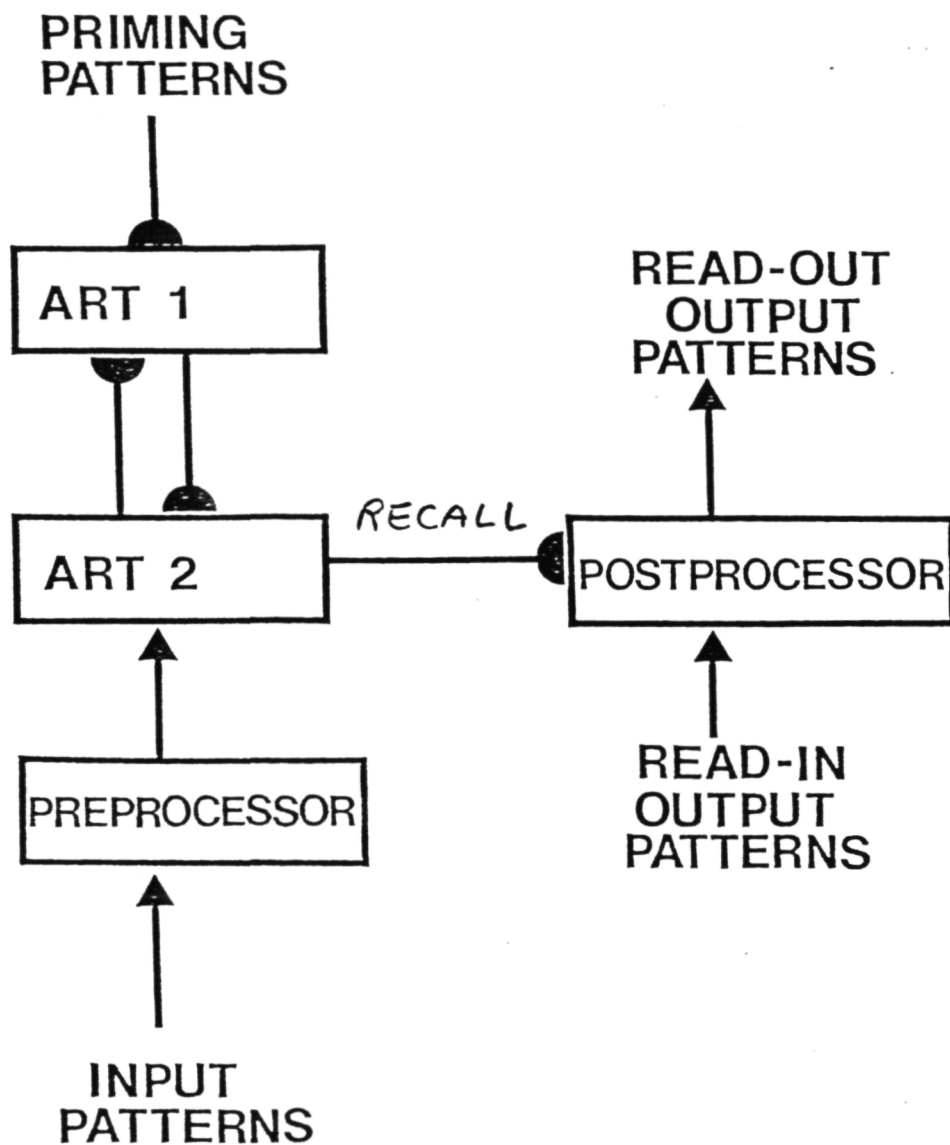 PRIMING
PATTERNS
ART 1
READ-OUT
OUTPUT
PATTERNS
RECALL
ART 2
POSTPROCESSOR
PREPROCESSOR
READ-IN
OUTPUT
PATTERNS
INPUT
PATTERNS